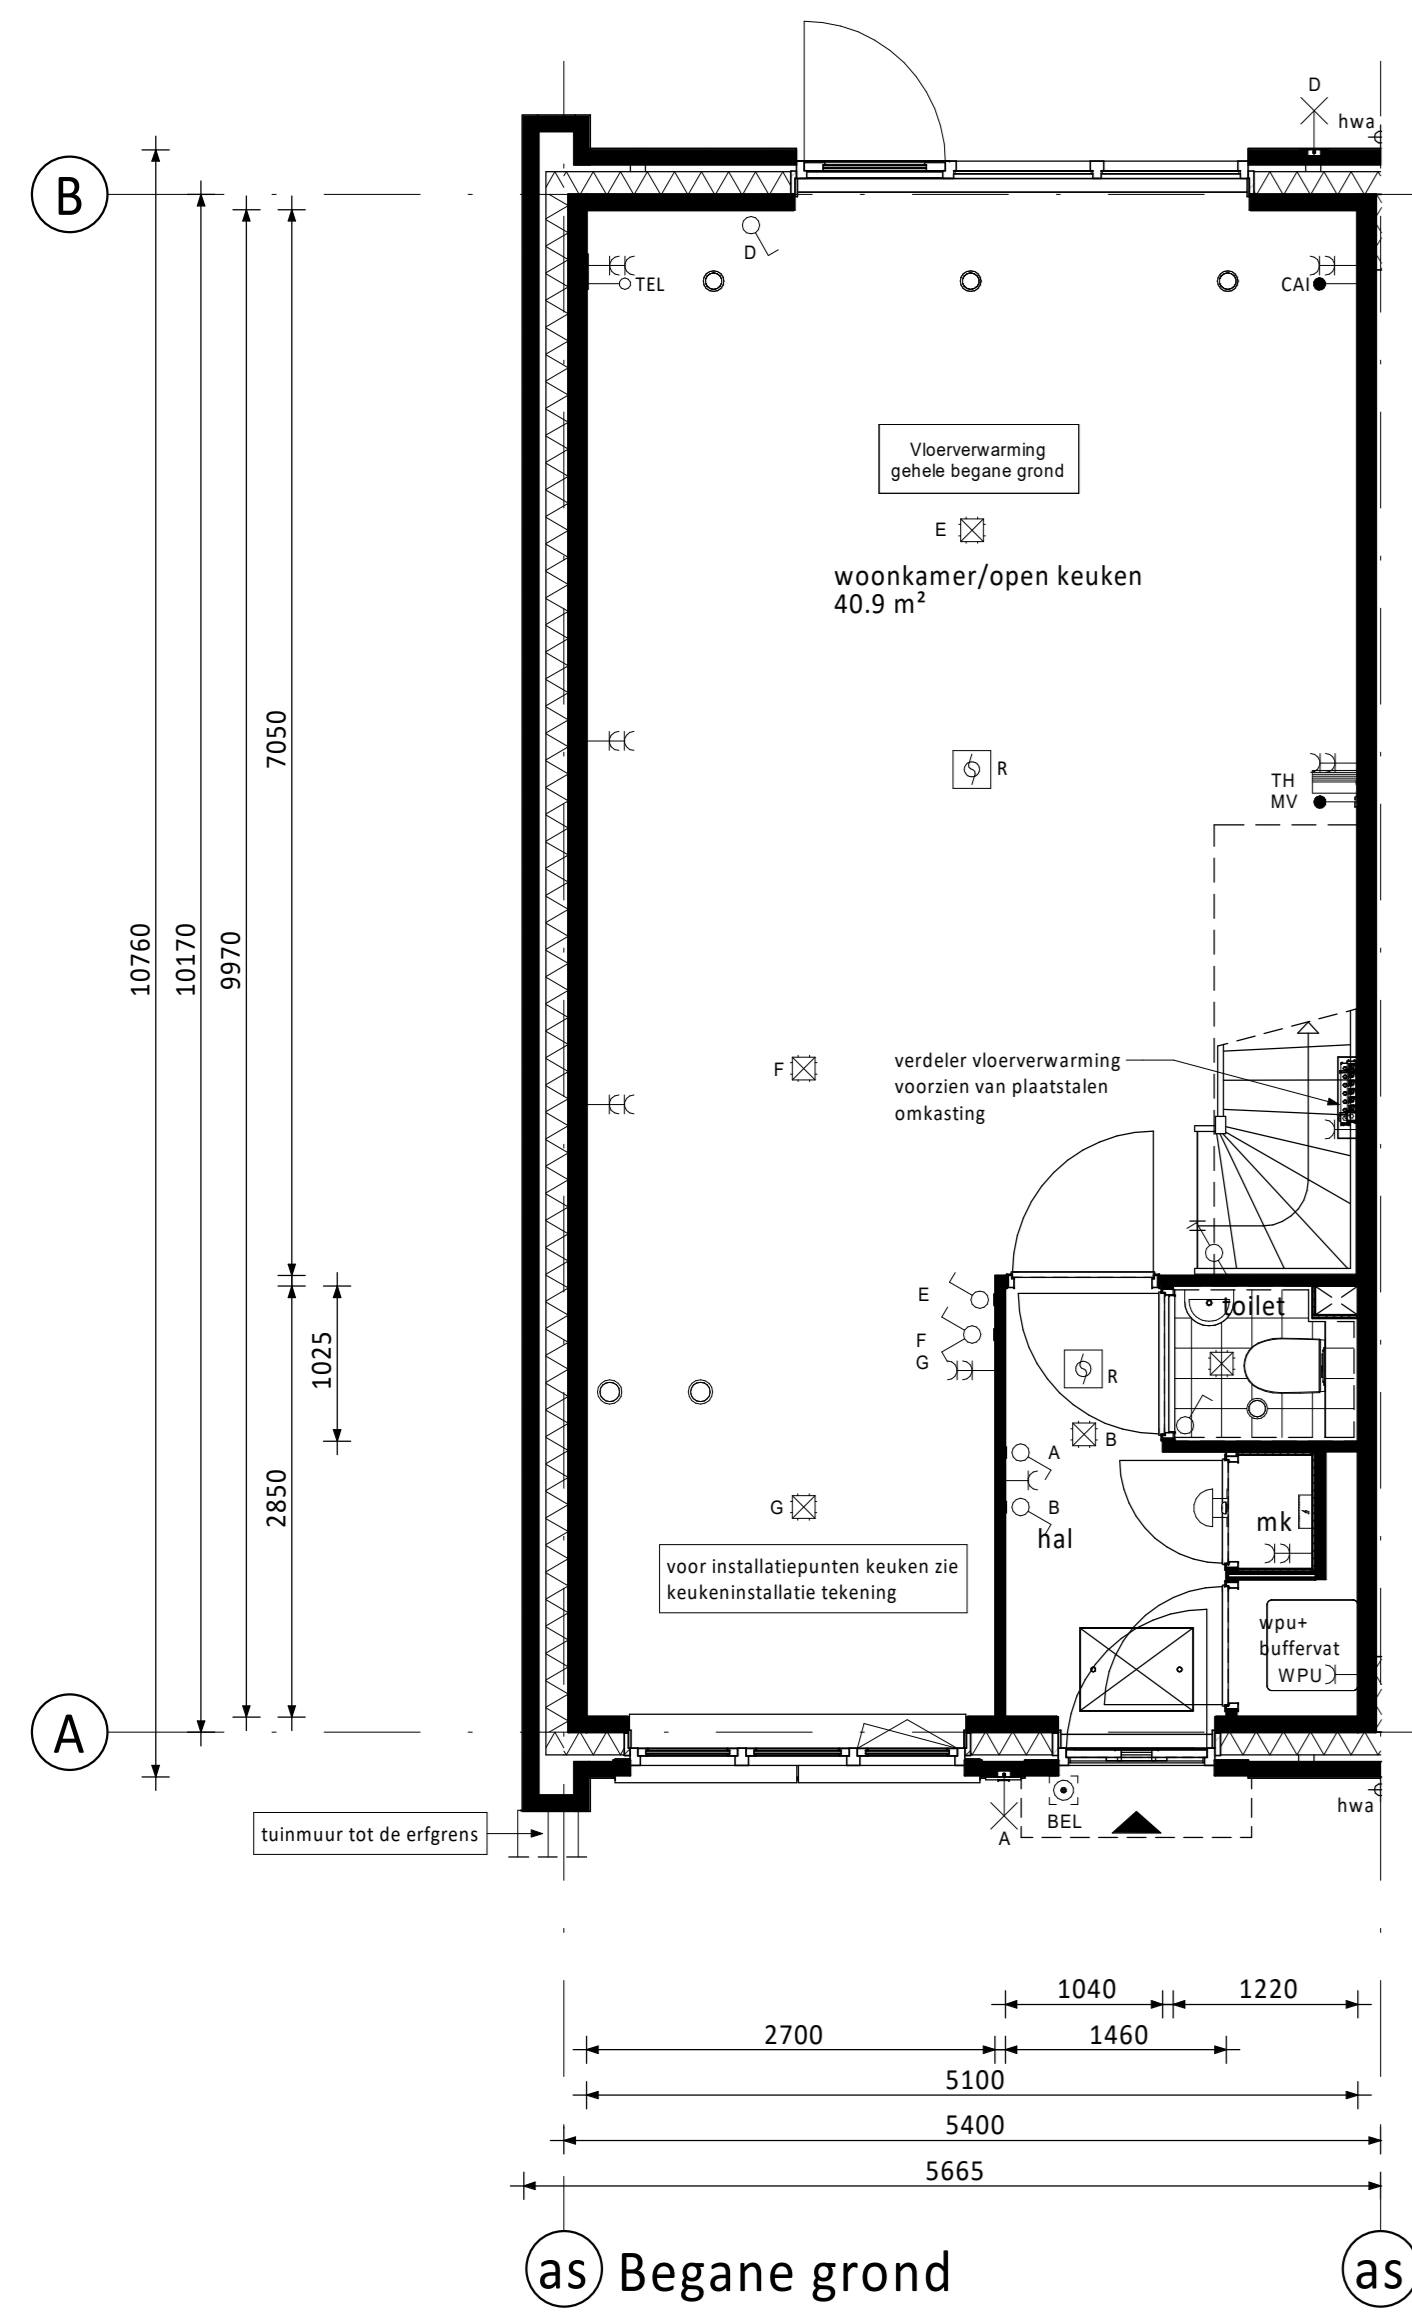 D
hwa
B
D
TEL
CAI
Vloerverwarming
gehele begane grond
E
woonkamer/open keuken
40.9 m²
7050
R
TH
MV
10760
10170
9970
F
verdeler vloerverwarming
voorzien van plaatstalen
omkasting
E
F
G
toilet
1025
R
B
A
B
2850
G
hal
mk
voor installatiepunten keuken zie
keukeninstallatie tekening
wpu+
buffervat
WPU
A
hwa
BEL
A
tuinmuur tot de erfgrens
1040
1220
2700
1460
5100
5400
5665
as
Begane grond
as